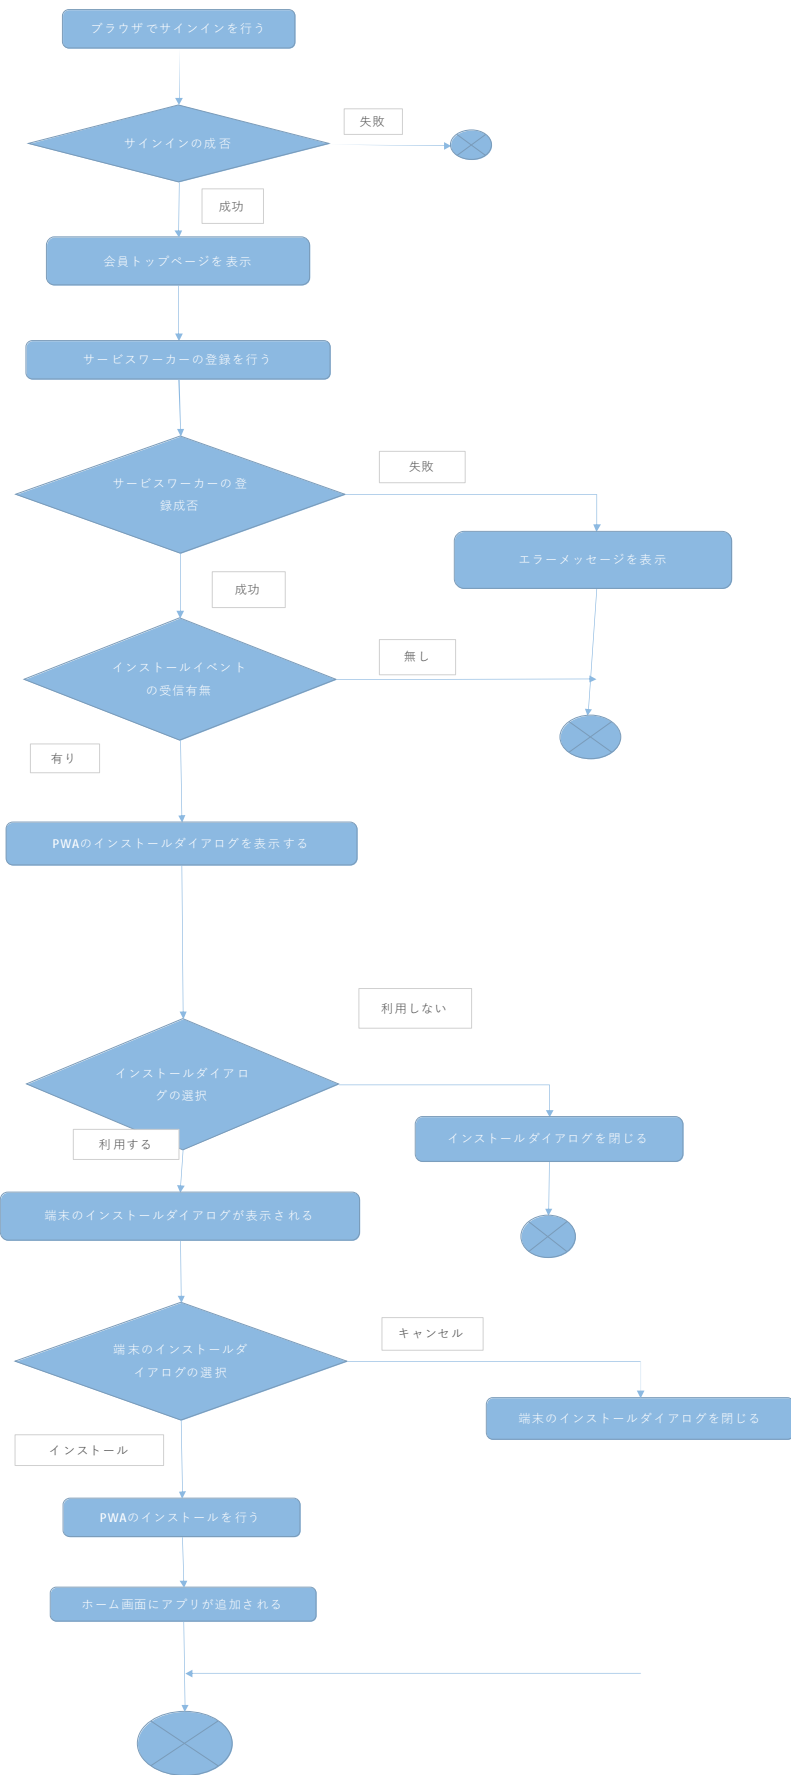 ブラウザでサインインを行う
失敗
サインインの成否
成功
会員トップページを表示
サービスワーカーの登録を行う
失敗
サービスワーカーの登
録成否
エラーメッセージを表示
成功
無し
インストールイベント
の受信有無
有り
PWAのインストールダイアログを表示する
利用しない
インストールダイアロ
グの選択
利用する
インストールダイアログを閉じる
端末のインストールダイアログが表示される
キャンセル
端末のインストールダ
イアログの選択
端末のインストールダイアログを閉じる
インストール
PWAのインストールを行う
ホーム画面にアプリが追加される